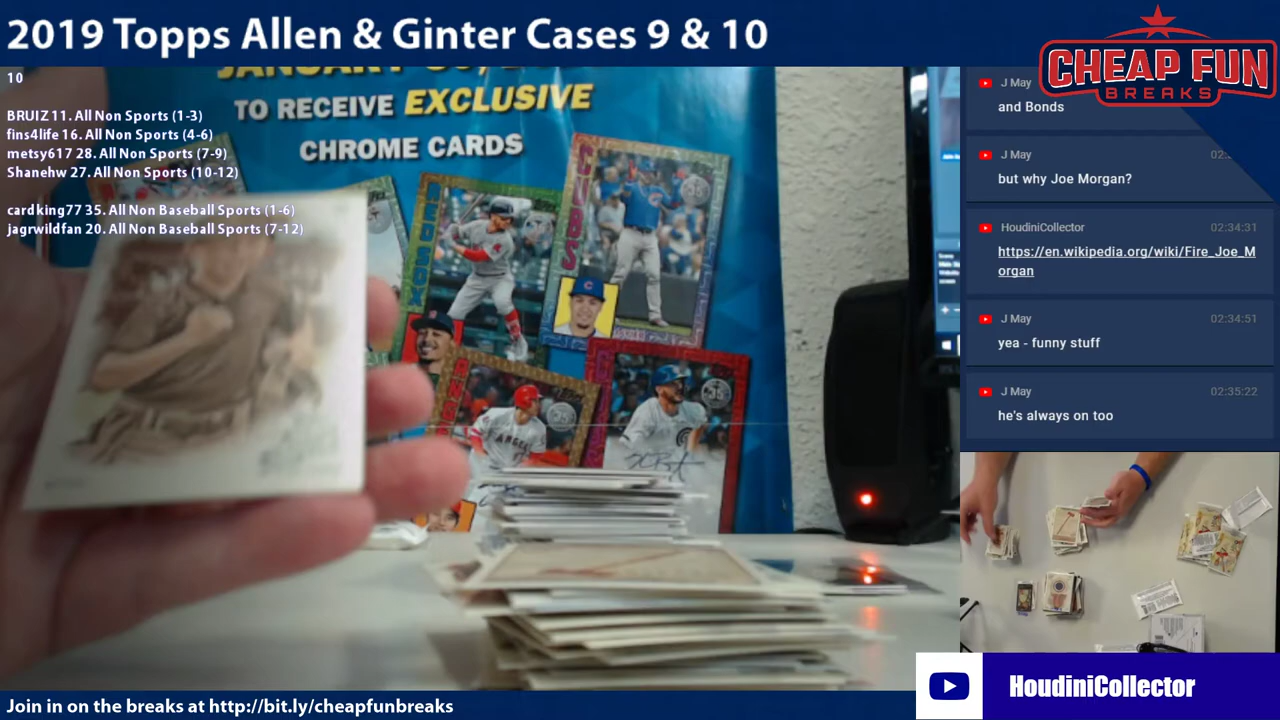 2019 Topps Allen & Ginter Cases 9 & 10
CHEAP FUN
BREAKS
10
BRUIZ 11. All Non Sports (1-3)
fins4life 16. All Non Sports (4-6)
metsy617 28. All Non Sports (7-9)
Shanehw 27. All Non Sports (10-12)
cardking77 35. All Non Baseball Sports (1-6)
jagrwildfan 20. All Non Baseball Sports (7-12)
TO RECEIVE EXCLUSIVE
CHROME CARDS
CUBS
RED SOX
J May
and Bonds
J May
but why Joe Morgan?
HoudiniCollector 02:34:31
https://en.wikipedia.org/wiki/Fire_Joe_M
organ
J May 02:34:51
yea - funny stuff
J May 02:35:22
he's always on too
HoudiniCollector
Join in on the breaks at http://bit.ly/cheapfunbreaks